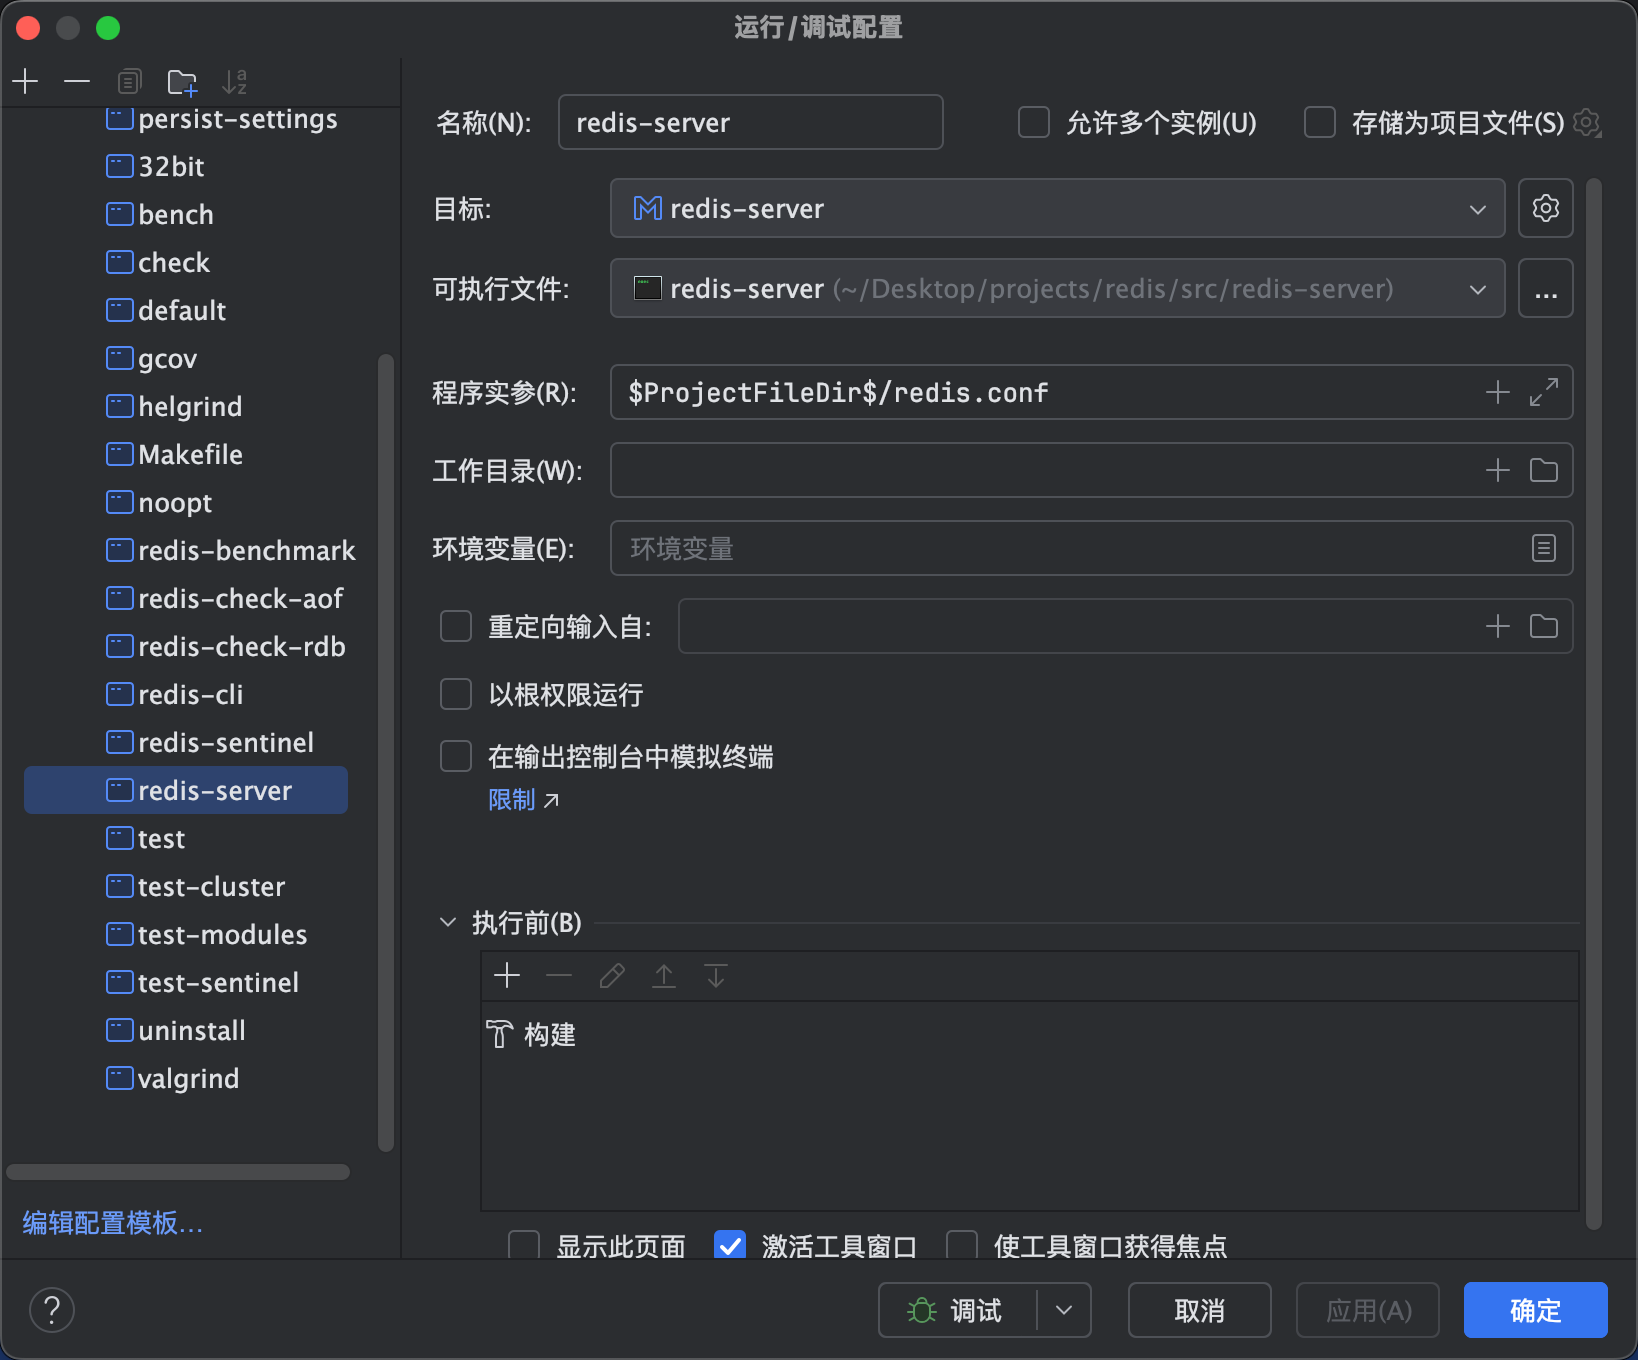 运行/调试配置
persist-settings
32bit
bench
check
default
gcov
helgrind
Makefile
noopt
redis-benchmark
redis-check-aof
redis-check-rdb
redis-cli
redis-sentinel
redis-server
test
test-cluster
test-modules
test-sentinel
uninstall
valgrind
编辑配置模板...
名称(N): redis-server 允许多个实例(U) 存储为项目文件(S)
目标: redis-server
可执行文件: redis-server (~/Desktop/projects/redis/src/redis-server) ...
程序实参(R): $ProjectFileDir$/redis.conf
工作目录(W):
环境变量(E): 环境变量
重定向输入自:
以根权限运行
在输出控制台中模拟终端
限制
执行前(B)
构建
显示此页面 激活工具窗口 使工具窗口获得焦点
? 调试 取消 应用(A) 确定